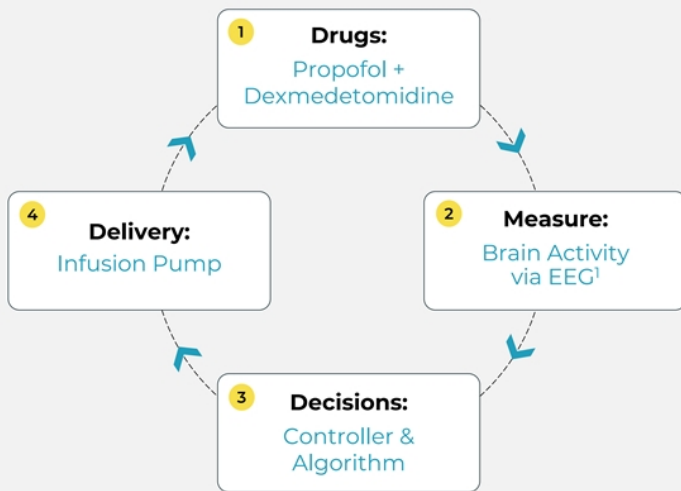 1
Drugs:
Propofol +
Dexmedetomidine
2
Measure:
Brain Activity
via EEG¹
3
Decisions:
Controller &
Algorithm
4
Delivery:
Infusion Pump